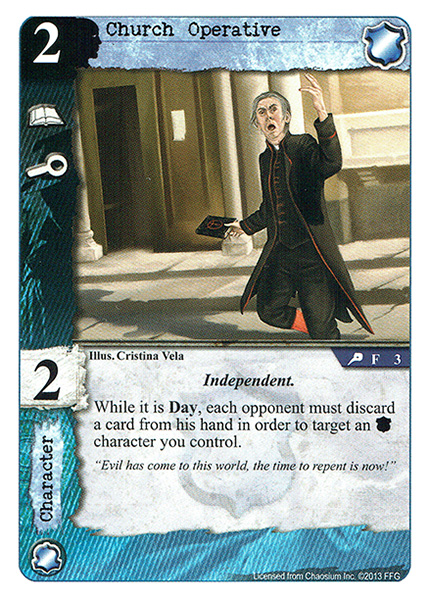 2
Church Operative
Illus. Cristina Vela
F 3
2
Independent.
While it is Day, each opponent must discard
a card from his hand in order to target an
character you control.
"Evil has come to this world, the time to repent is now!"
Character
Licensed from Chaosium Inc. ©2013 FFG